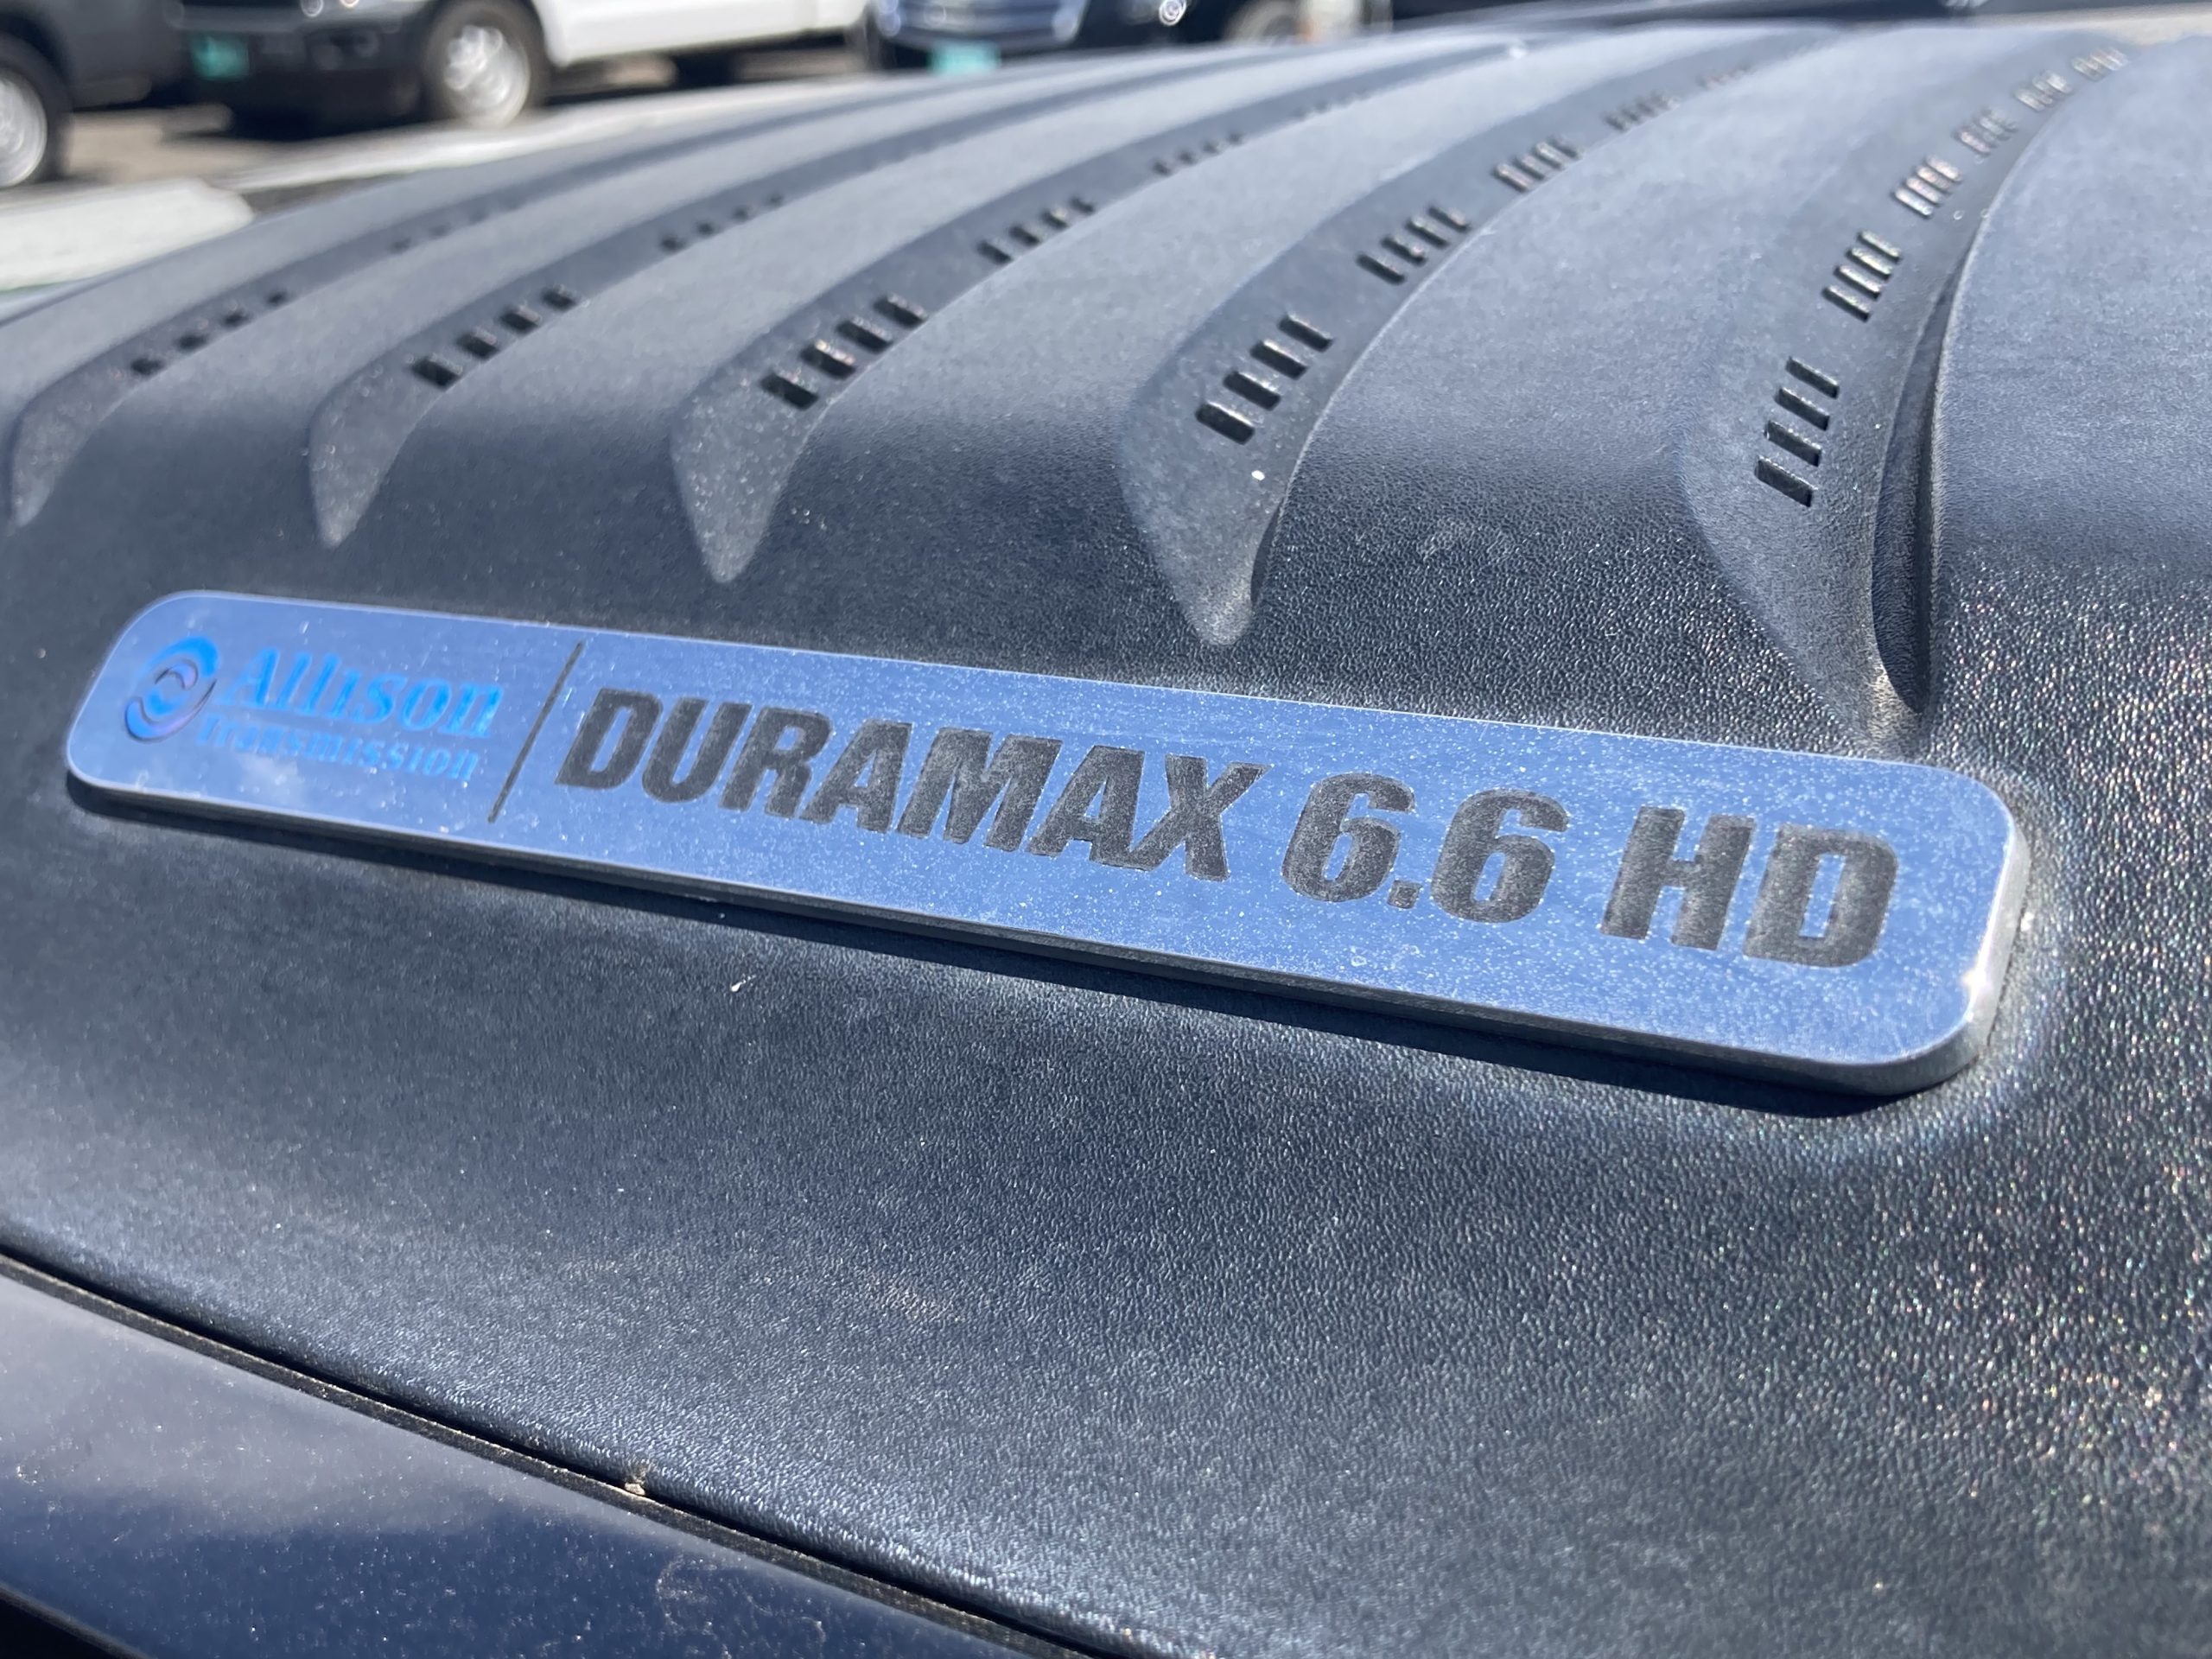 Allison
Transmission
DURAMAX 6.6 HD